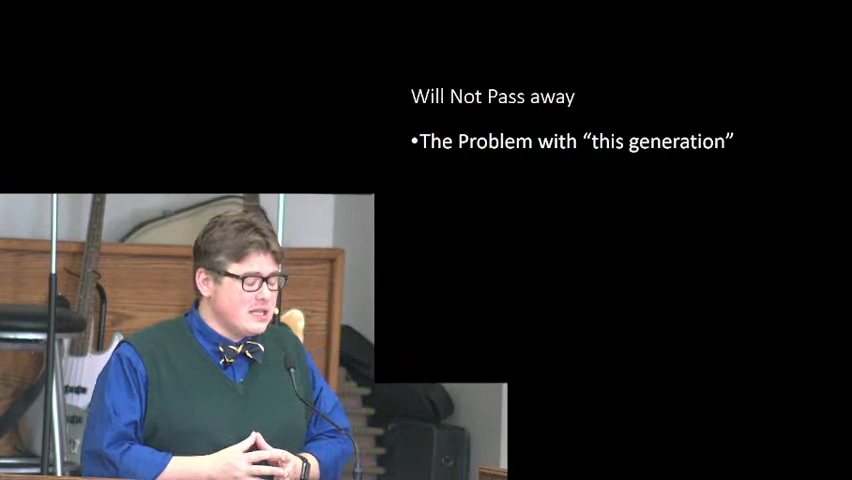 Will Not Pass away
•The Problem with “this generation”